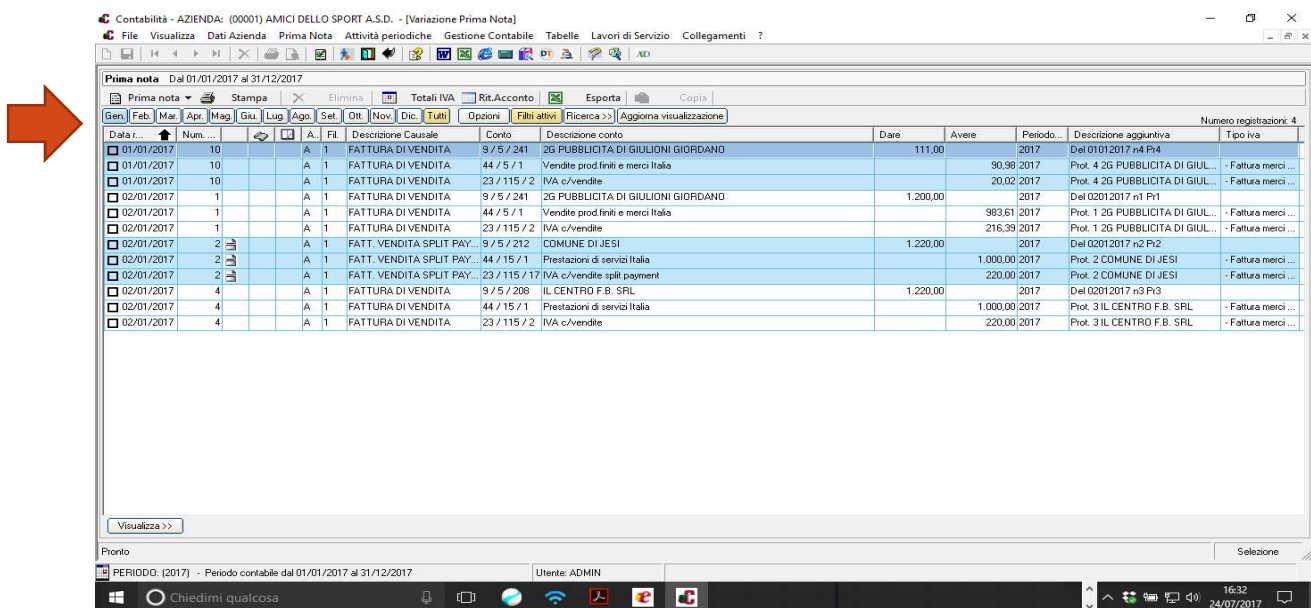 Contabilità - AZIENDA: (00001) AMICI DELLO SPORT A.S.D. - [Variazione Prima Nota]
File Visualizza Dati Azienda Prima Nota Attività periodiche Gestione Contabile Tabelle Lavori di Servizio Collegamenti ?
Prima nota Dal 01/01/2017 al 31/12/2017
Prima nota Stampa Elimina Totali IVA Rit.Acconto Esporta Copia
Gen. Feb. Mar. Apr. Mag. Giu. Lug. Ago. Set. Ott. Nov. Dic. Tutti Opzioni Filtri attivi Ricerca >> Aggiorna visualizzazione
Numero registrazioni: 4
Data r... Num. ... A.. Fil. Descrizione Causale Conto Descrizione conto Dare Avere Periodo... Descrizione aggiuntiva Tipo iva
01/01/2017 10 A 1 FATTURA DI VENDITA 9 / 5 / 241 2G PUBBLICITA DI GIULIONI GIORDANO 111,00 2017 Del 01012017 n4 Pr4
01/01/2017 10 A 1 FATTURA DI VENDITA 44 / 5 / 1 Vendite prod.finiti e merci Italia 90,98 2017 Prot. 4 2G PUBBLICITA DI GIUL... - Fattura merci ...
01/01/2017 10 A 1 FATTURA DI VENDITA 23 / 115 / 2 IVA c/vendite 20,02 2017 Prot. 4 2G PUBBLICITA DI GIUL... - Fattura merci ...
02/01/2017 1 A 1 FATTURA DI VENDITA 9 / 5 / 241 2G PUBBLICITA DI GIULIONI GIORDANO 1.200,00 2017 Del 02012017 n1 Pr1
02/01/2017 1 A 1 FATTURA DI VENDITA 44 / 5 / 1 Vendite prod.finiti e merci Italia 983,61 2017 Prot. 1 2G PUBBLICITA DI GIUL... - Fattura merci ...
02/01/2017 1 A 1 FATTURA DI VENDITA 23 / 115 / 2 IVA c/vendite 216,39 2017 Prot. 1 2G PUBBLICITA DI GIUL... - Fattura merci ...
02/01/2017 2 A 1 FATT. VENDITA SPLIT PAY... 9 / 5 / 212 COMUNE DI JESI 1.220,00 2017 Del 02012017 n2 Pr2
02/01/2017 2 A 1 FATT. VENDITA SPLIT PAY... 44 / 15 / 1 Prestazioni di servizi Italia 1.000,00 2017 Prot. 2 COMUNE DI JESI - Fattura merci ...
02/01/2017 2 A 1 FATT. VENDITA SPLIT PAY... 23 / 115 / 17 IVA c/vendite split payment 220,00 2017 Prot. 2 COMUNE DI JESI - Fattura merci ...
02/01/2017 4 A 1 FATTURA DI VENDITA 9 / 5 / 208 IL CENTRO F.B. SRL 1.220,00 2017 Del 02012017 n3 Pr3
02/01/2017 4 A 1 FATTURA DI VENDITA 44 / 15 / 1 Prestazioni di servizi Italia 1.000,00 2017 Prot. 3 IL CENTRO F.B. SRL - Fattura merci ...
02/01/2017 4 A 1 FATTURA DI VENDITA 23 / 115 / 2 IVA c/vendite 220,00 2017 Prot. 3 IL CENTRO F.B. SRL - Fattura merci ...
Visualizza >>
Pronto Selezione
PERIODO: (2017) - Periodo contabile dal 01/01/2017 al 31/12/2017 Utente: ADMIN
Chiedimi qualcosa
16:32
24/07/2017